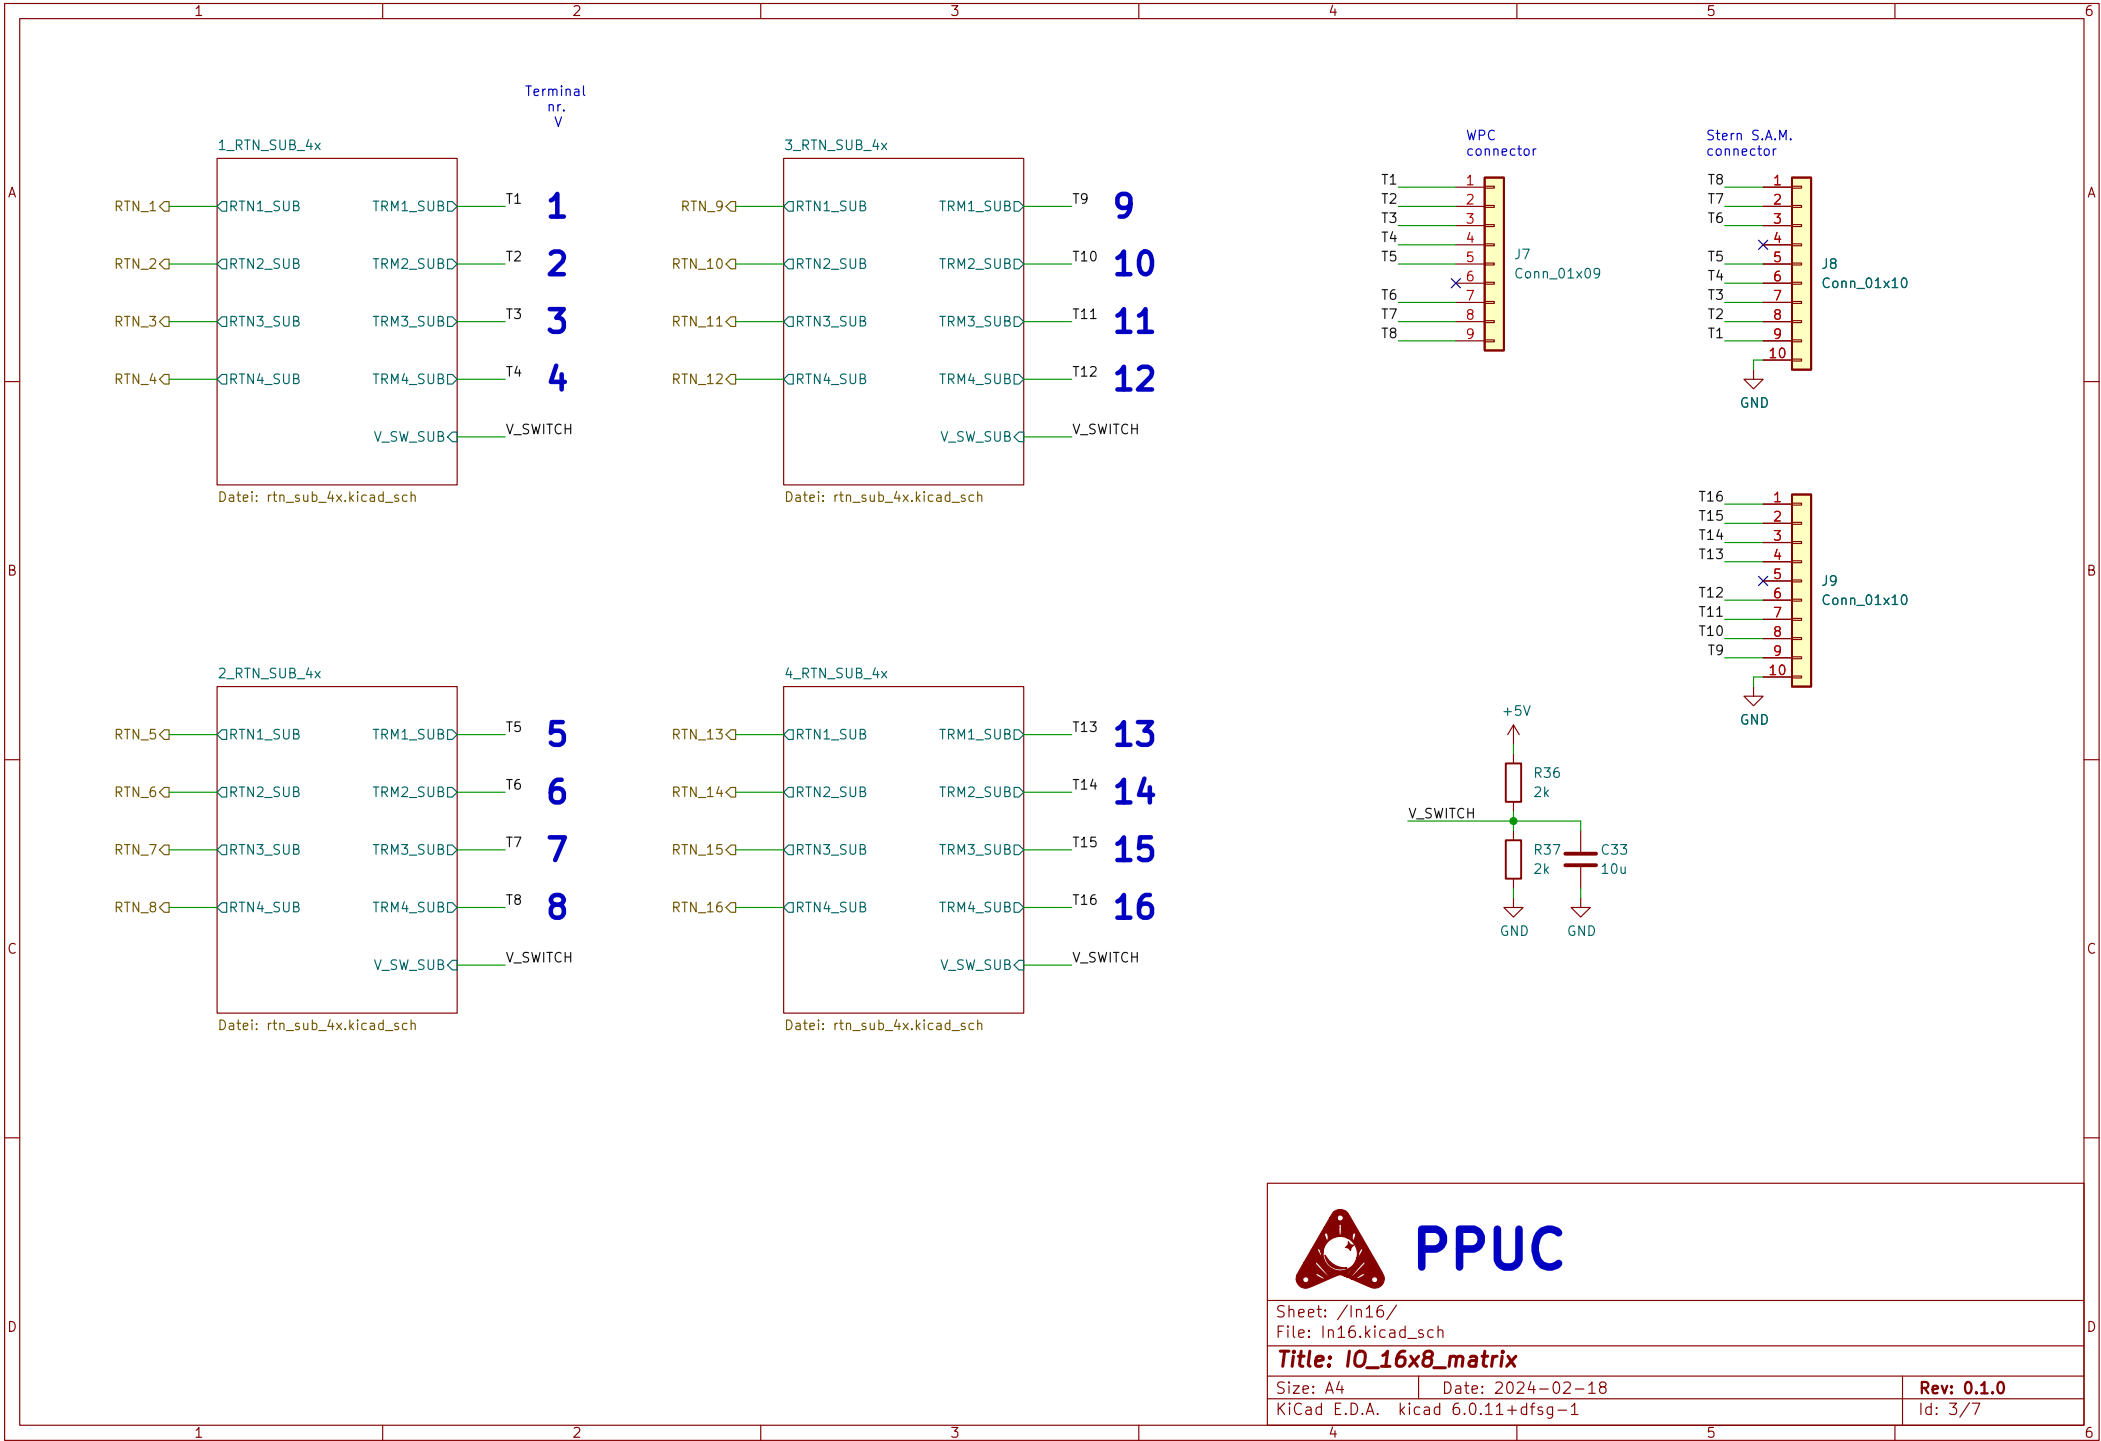 1 2 3 4 5 6
Terminal
nr.
V
1_RTN_SUB_4x
RTN_1 RTN1_SUB TRM1_SUB T1 1
RTN_2 RTN2_SUB TRM2_SUB T2 2
RTN_3 RTN3_SUB TRM3_SUB T3 3
RTN_4 RTN4_SUB TRM4_SUB T4 4
V_SW_SUB V_SWITCH
Datei: rtn_sub_4x.kicad_sch
3_RTN_SUB_4x
RTN_9 RTN1_SUB TRM1_SUB T9 9
RTN_10 RTN2_SUB TRM2_SUB T10 10
RTN_11 RTN3_SUB TRM3_SUB T11 11
RTN_12 RTN4_SUB TRM4_SUB T12 12
V_SW_SUB V_SWITCH
Datei: rtn_sub_4x.kicad_sch
WPC
connector
T1 1
T2 2
T3 3
T4 4
T5 5
6
T6 7
T7 8
T8 9
J7
Conn_01x09
Stern S.A.M.
connector
T8 1
T7 2
T6 3
4
T5 5
T4 6
T3 7
T2 8
T1 9
10
GND
J8
Conn_01x10
T16 1
T15 2
T14 3
T13 4
5
T12 6
T11 7
T10 8
T9 9
10
GND
J9
Conn_01x10
2_RTN_SUB_4x
RTN_5 RTN1_SUB TRM1_SUB T5 5
RTN_6 RTN2_SUB TRM2_SUB T6 6
RTN_7 RTN3_SUB TRM3_SUB T7 7
RTN_8 RTN4_SUB TRM4_SUB T8 8
V_SW_SUB V_SWITCH
Datei: rtn_sub_4x.kicad_sch
4_RTN_SUB_4x
RTN_13 RTN1_SUB TRM1_SUB T13 13
RTN_14 RTN2_SUB TRM2_SUB T14 14
RTN_15 RTN3_SUB TRM3_SUB T15 15
RTN_16 RTN4_SUB TRM4_SUB T16 16
V_SW_SUB V_SWITCH
Datei: rtn_sub_4x.kicad_sch
+5V
R36
2k
V_SWITCH
R37
2k
C33
10u
GND GND
A A
B B
C C
D D
PPUC
Sheet: /In16/
File: In16.kicad_sch
Title: IO_16x8_matrix
Size: A4 Date: 2024-02-18 Rev: 0.1.0
KiCad E.D.A. kicad 6.0.11+dfsg-1 Id: 3/7
1 2 3 4 5 6